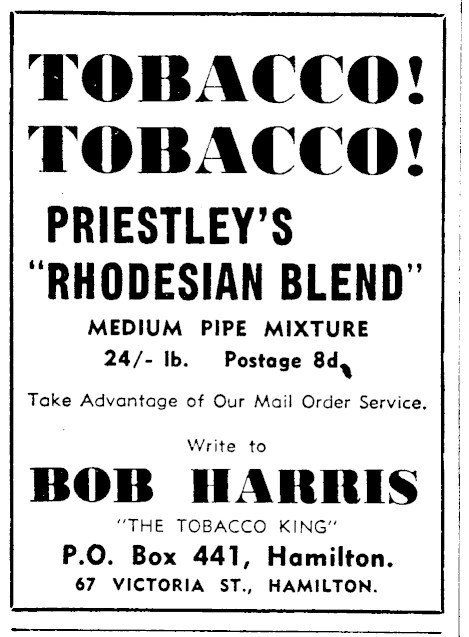 TOBACCO!
TOBACCO!
PRIESTLEY'S
"RHODESIAN BLEND"
MEDIUM PIPE MIXTURE
24/- lb. Postage 8d.
Take Advantage of Our Mail Order Service.
Write to
BOB HARRIS
"THE TOBACCO KING"
P.O. Box 441, Hamilton.
67 VICTORIA ST., HAMILTON.